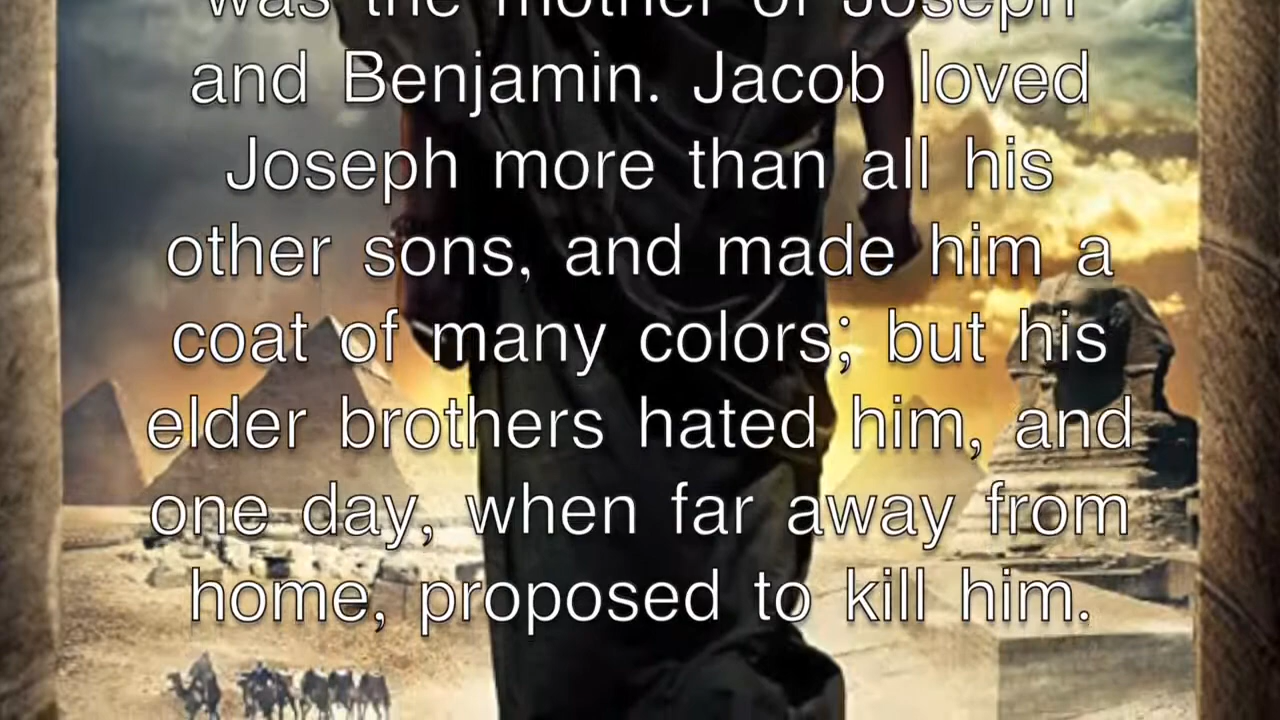 was the mother of Joseph
and Benjamin. Jacob loved
Joseph more than all his
other sons, and made him a
coat of many colors; but his
elder brothers hated him, and
one day, when far away from
home, proposed to kill him.